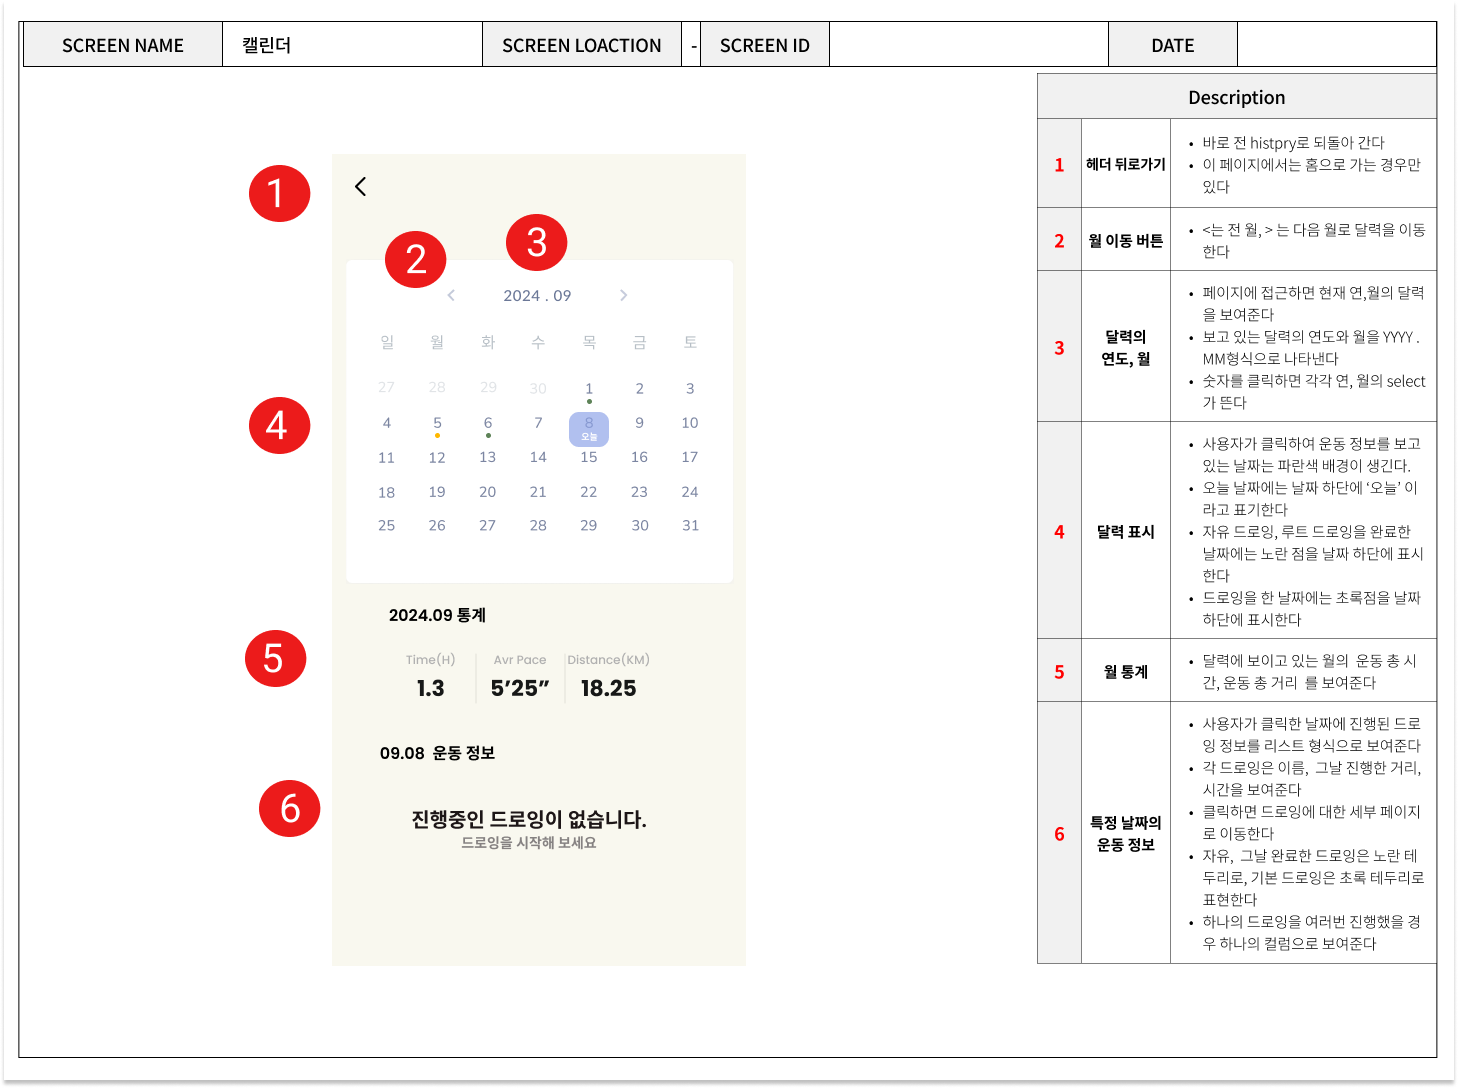 SCREEN NAME 캘린더 SCREEN LOACTION - SCREEN ID DATE
1
2
3
2024 . 09
일 월 화 수 목 금 토
27 28 29 30 1 2 3
4
4 5 6 7 8 9 10
오늘
11 12 13 14 15 16 17
18 19 20 21 22 23 24
25 26 27 28 29 30 31
2024.09 통계
5
Time(H) Avr Pace Distance(KM)
1.3 5’25” 18.25
09.08 운동 정보
6
진행중인 드로잉이 없습니다.
드로잉을 시작해 보세요
Description
1 헤더 뒤로가기
• 바로 전 histpry로 되돌아 간다
• 이 페이지에서는 홈으로 가는 경우만
있다
2 월 이동 버튼
• <는 전 월, > 는 다음 월로 달력을 이동
한다
3 달력의
연도, 월
• 페이지에 접근하면 현재 연,월의 달력
을 보여준다
• 보고 있는 달력의 연도와 월을 YYYY .
MM형식으로 나타낸다
• 숫자를 클릭하면 각각 연, 월의 select
가 뜬다
4 달력 표시
• 사용자가 클릭하여 운동 정보를 보고
있는 날짜는 파란색 배경이 생긴다.
• 오늘 날짜에는 날짜 하단에 ‘오늘’ 이
라고 표기한다
• 자유 드로잉, 루트 드로잉을 완료한
날짜에는 노란 점을 날짜 하단에 표시
한다
• 드로잉을 한 날짜에는 초록점을 날짜
하단에 표시한다
5 월 통계
• 달력에 보이고 있는 월의 운동 총 시
간, 운동 총 거리 를 보여준다
6 특정 날짜의
운동 정보
• 사용자가 클릭한 날짜에 진행된 드로
잉 정보를 리스트 형식으로 보여준다
• 각 드로잉은 이름, 그날 진행한 거리,
시간을 보여준다
• 클릭하면 드로잉에 대한 세부 페이지
로 이동한다
• 자유, 그날 완료한 드로잉은 노란 테
두리로, 기본 드로잉은 초록 테두리로
표현한다
• 하나의 드로잉을 여러번 진행했을 경
우 하나의 컬럼으로 보여준다